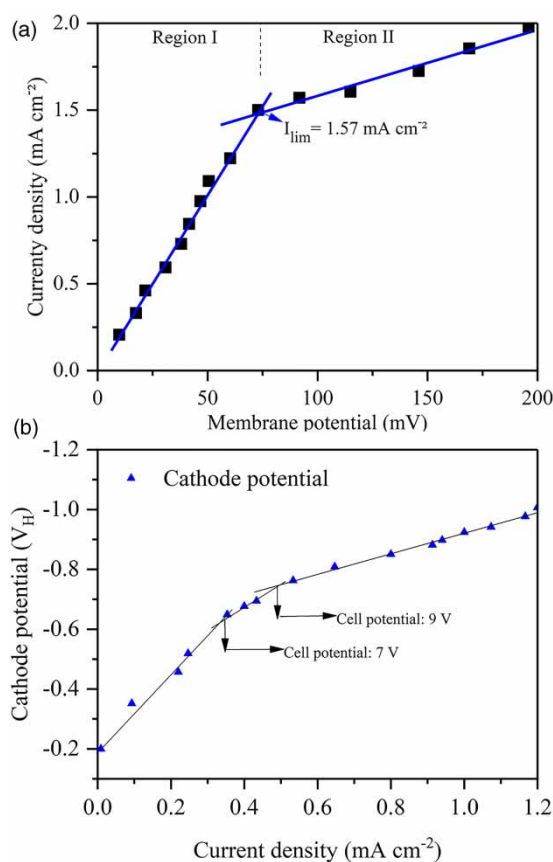 (a)
Region I
Region II
2.0
1.5
1.0
0.5
0.0
Currenty density (mA cm⁻²)
I_lim= 1.57 mA cm⁻²
0
50
100
150
200
Membrane potential (mV)
(b)
-1.2
-1.0
-0.8
-0.6
-0.4
-0.2
Cathode potential (V_H)
Cathode potential
Cell potential: 9 V
Cell potential: 7 V
0.0
0.2
0.4
0.6
0.8
1.0
1.2
Current density (mA cm⁻²)